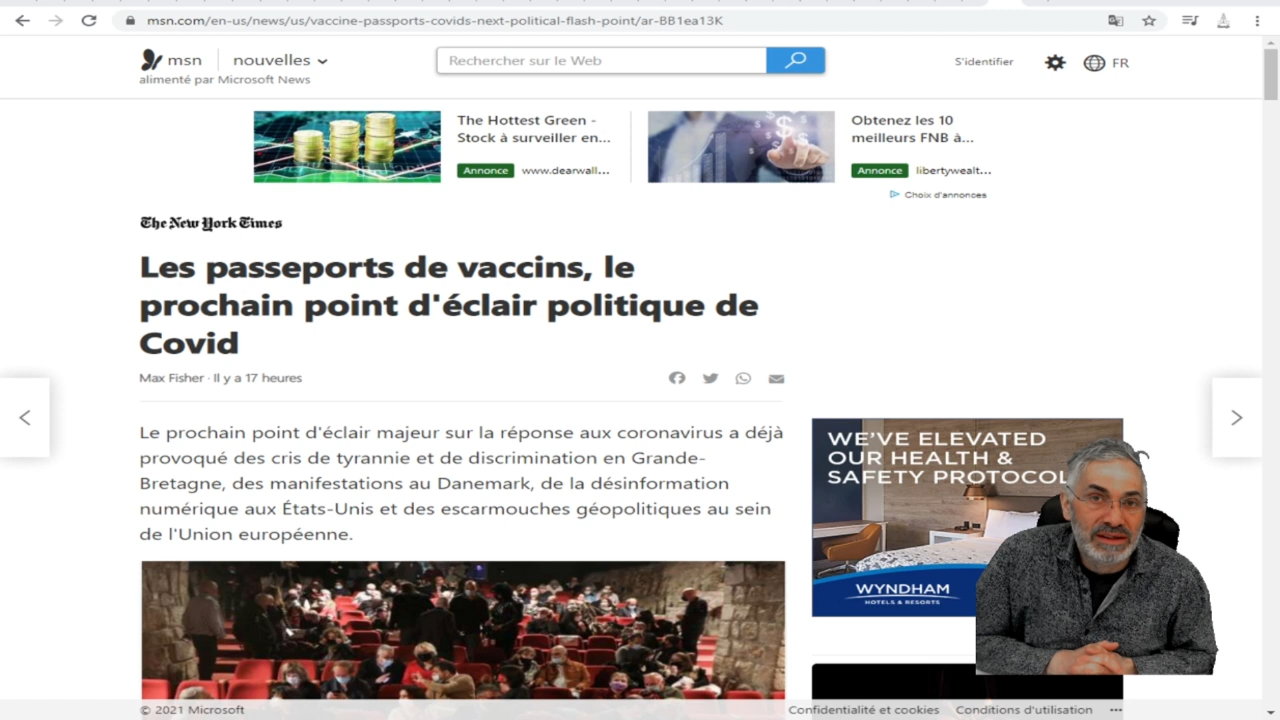 msn.com/en-us/news/us/vaccine-passports-covids-next-political-flash-point/ar-BB1ea13K
msn nouvelles
alimenté par Microsoft News
Rechercher sur le Web
S'identifier
FR
The Hottest Green -
Stock à surveiller en...
Annonce www.dearwall...
Obtenez les 10
meilleurs FNB à...
Annonce libertywealt...
Choix d'annonces
The New York Times
Les passeports de vaccins, le
prochain point d'éclair politique de
Covid
Max Fisher · Il y a 17 heures
Le prochain point d'éclair majeur sur la réponse aux coronavirus a déjà
provoqué des cris de tyrannie et de discrimination en Grande-
Bretagne, des manifestations au Danemark, de la désinformation
numérique aux États-Unis et des escarmouches géopolitiques au sein
de l'Union européenne.
WE'VE ELEVATED
OUR HEALTH &
SAFETY PROTOCOL
WYNDHAM
HOTELS & RESORTS
© 2021 Microsoft
Confidentialité et cookies Conditions d'utilisation ...